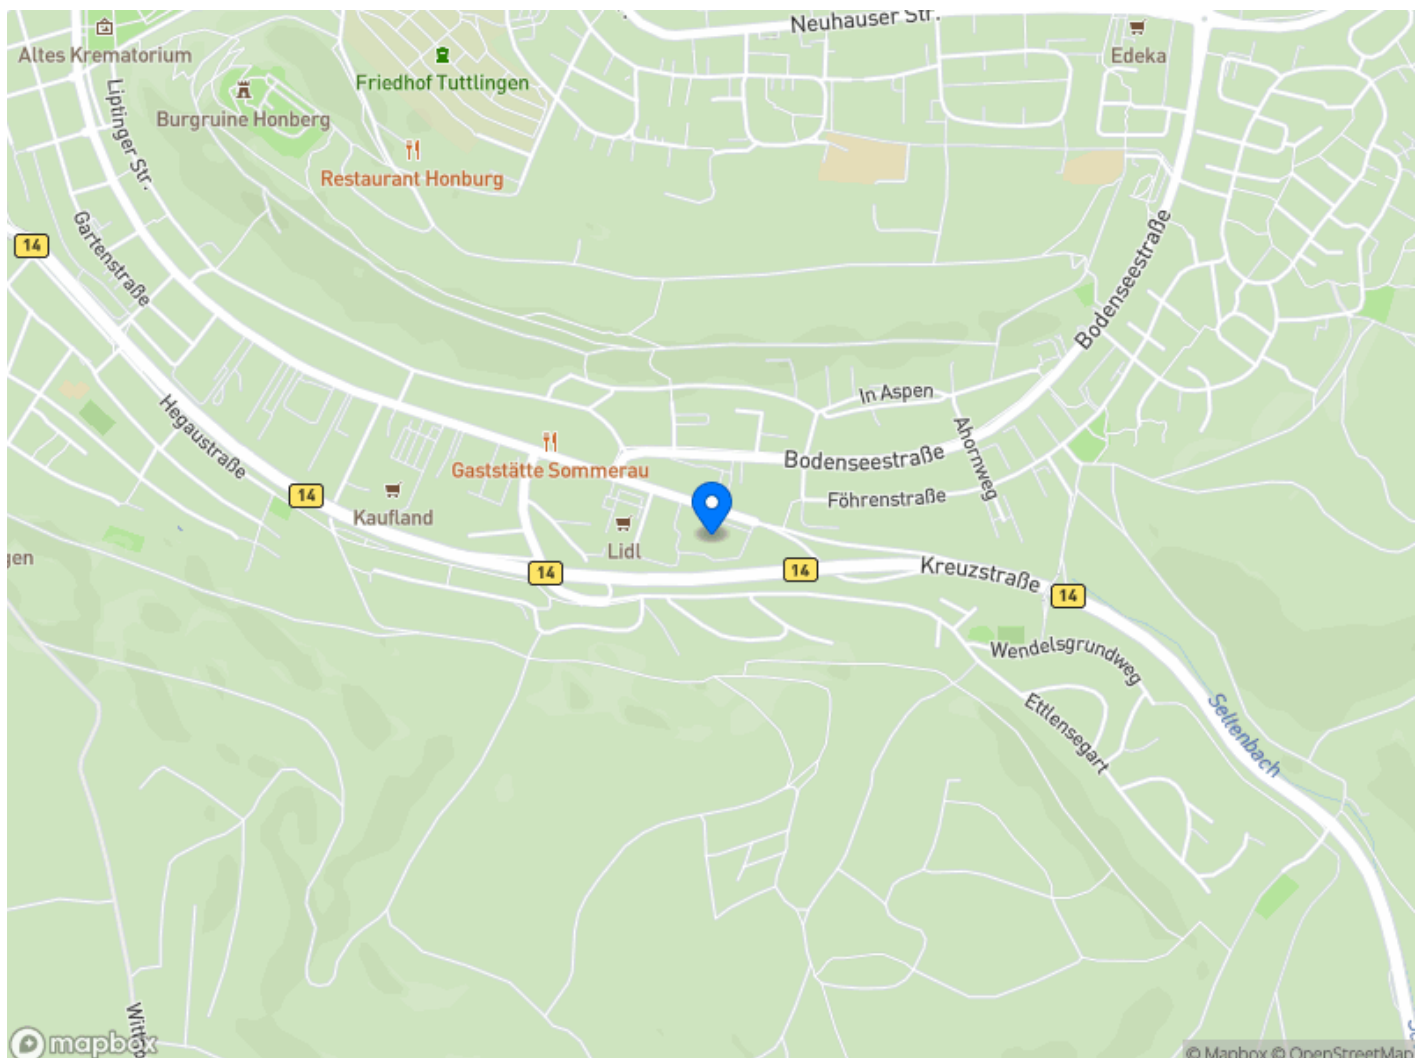 Neuhauser Str.
Altes Krematorium
Edeka
Friedhof Tuttlingen
Liptinger Str.
Burgruine Honberg
Restaurant Honburg
14
Gartenstraße
Bodenseestraße
In Aspen
Hegaustraße
Ahornweg
Gaststätte Sommerau
Bodenseestraße
14
Föhrenstraße
Kaufland
Lidl
14
14
Kreuzstraße
14
Wendelsgrundweg
Ettlensegart
Seltenbach
mapbox
© Mapbox © OpenStreetMap